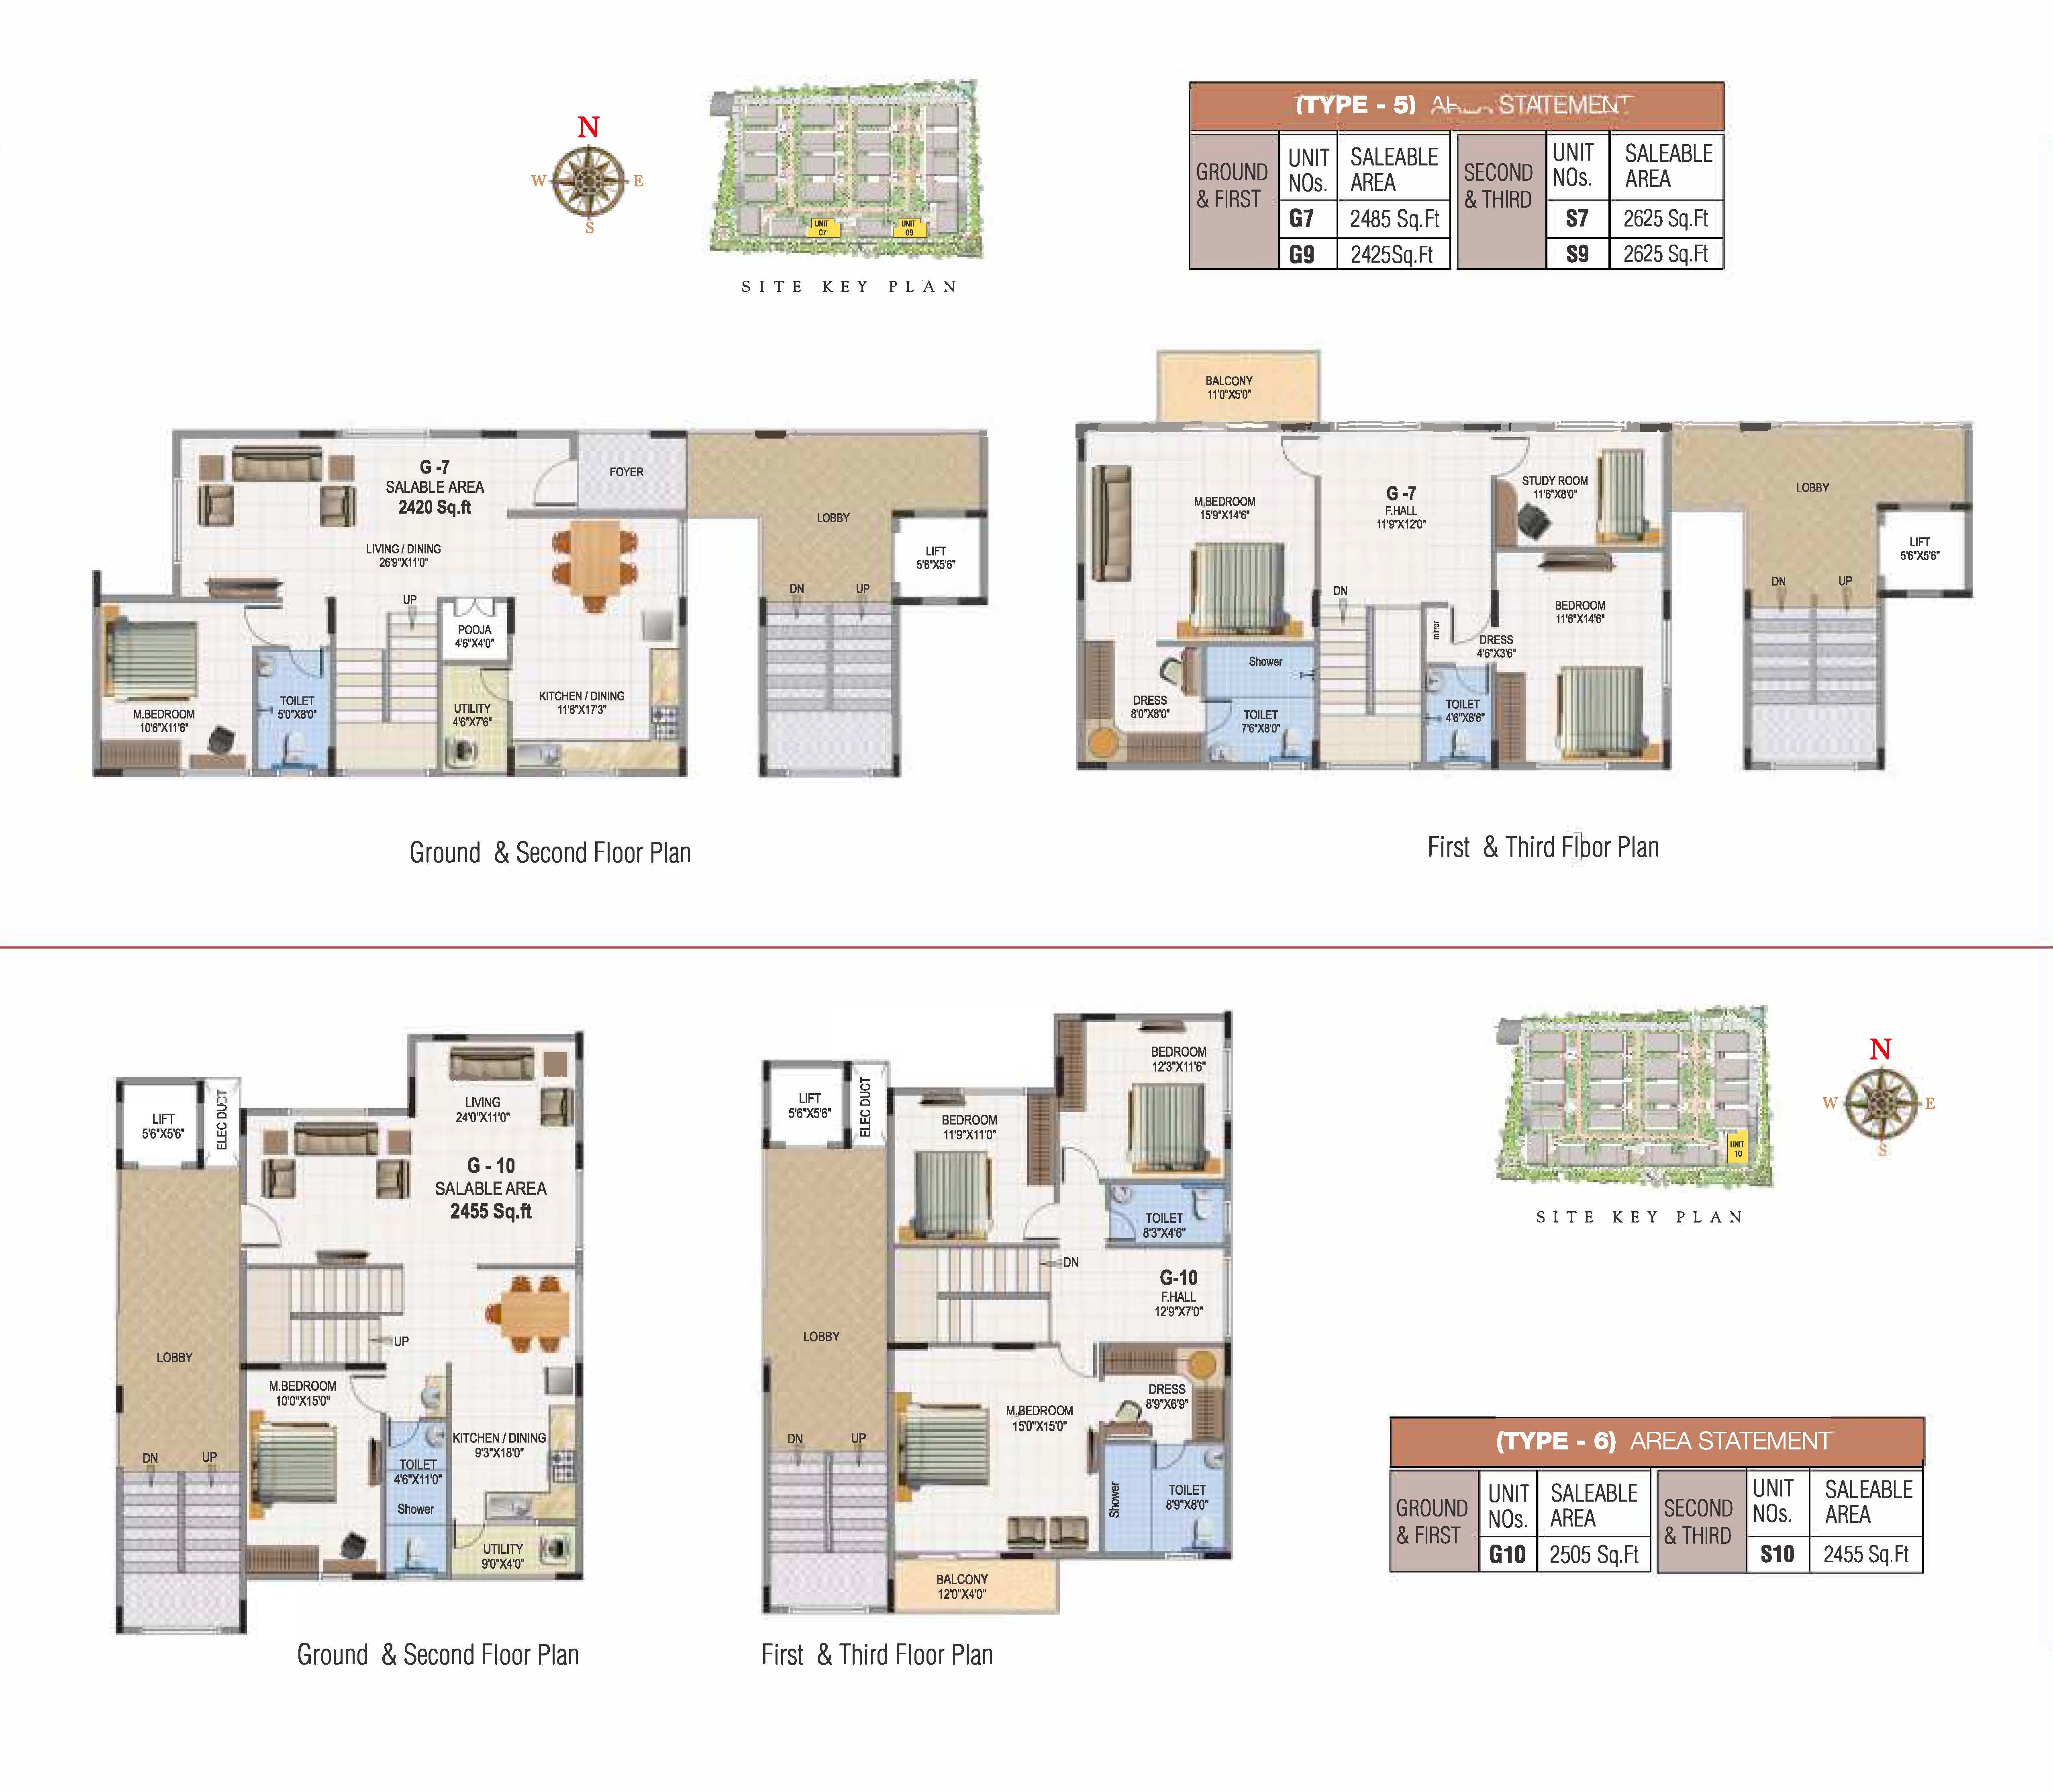 N
W
E
S
UNIT
07
UNIT
09
SITE KEY PLAN
(TYPE - 5) STATEMENT
GROUND
& FIRST
UNIT
NOs.
SALEABLE
AREA
SECOND
& THIRD
UNIT
NOs.
SALEABLE
AREA
G7
2485 Sq.Ft
S7
2625 Sq.Ft
G9
2425Sq.Ft
S9
2625 Sq.Ft
G -7
SALABLE AREA
2420 Sq.ft
FOYER
LOBBY
LIVING / DINING
26'9"X11'0"
LIFT
5'6"X5'6"
DN
UP
UP
POOJA
4'6"X4'0"
M.BEDROOM
10'6"X11'6"
TOILET
5'0"X8'0"
UTILITY
4'6"X7'6"
KITCHEN / DINING
11'6"X17'3"
Ground & Second Floor Plan
BALCONY
11'0"X5'0"
M.BEDROOM
15'9"X14'6"
G -7
F.HALL
11'9"X12'0"
STUDY ROOM
11'6"X8'0"
LOBBY
LIFT
5'6"X5'6"
DN
UP
DN
BEDROOM
11'6"X14'6"
mirror
DRESS
4'6"X3'6"
Shower
DRESS
8'0"X8'0"
TOILET
7'6"X8'0"
TOILET
4'6"X6'6"
First & Third Floor Plan
LIFT
5'6"X5'6"
ELEC DUCT
LIVING
24'0"X11'0"
G - 10
SALABLE AREA
2455 Sq.ft
UP
LOBBY
M.BEDROOM
10'0"X15'0"
KITCHEN / DINING
9'3"X18'0"
DN
UP
TOILET
4'6"X11'0"
Shower
UTILITY
9'0"X4'0"
Ground & Second Floor Plan
LIFT
5'6"X5'6"
ELEC DUCT
BEDROOM
12'3"X11'6"
BEDROOM
11'9"X11'0"
TOILET
8'3"X4'6"
DN
G-10
F.HALL
12'9"X7'0"
LOBBY
M.BEDROOM
15'0"X15'0"
DRESS
8'9"X6'9"
DN
UP
Shower
TOILET
8'9"X8'0"
BALCONY
12'0"X4'0"
First & Third Floor Plan
UNIT
10
SITE KEY PLAN
N
W
E
S
(TYPE - 6) AREA STATEMENT
GROUND
& FIRST
UNIT
NOs.
SALEABLE
AREA
SECOND
& THIRD
UNIT
NOs.
SALEABLE
AREA
G10
2505 Sq.Ft
S10
2455 Sq.Ft